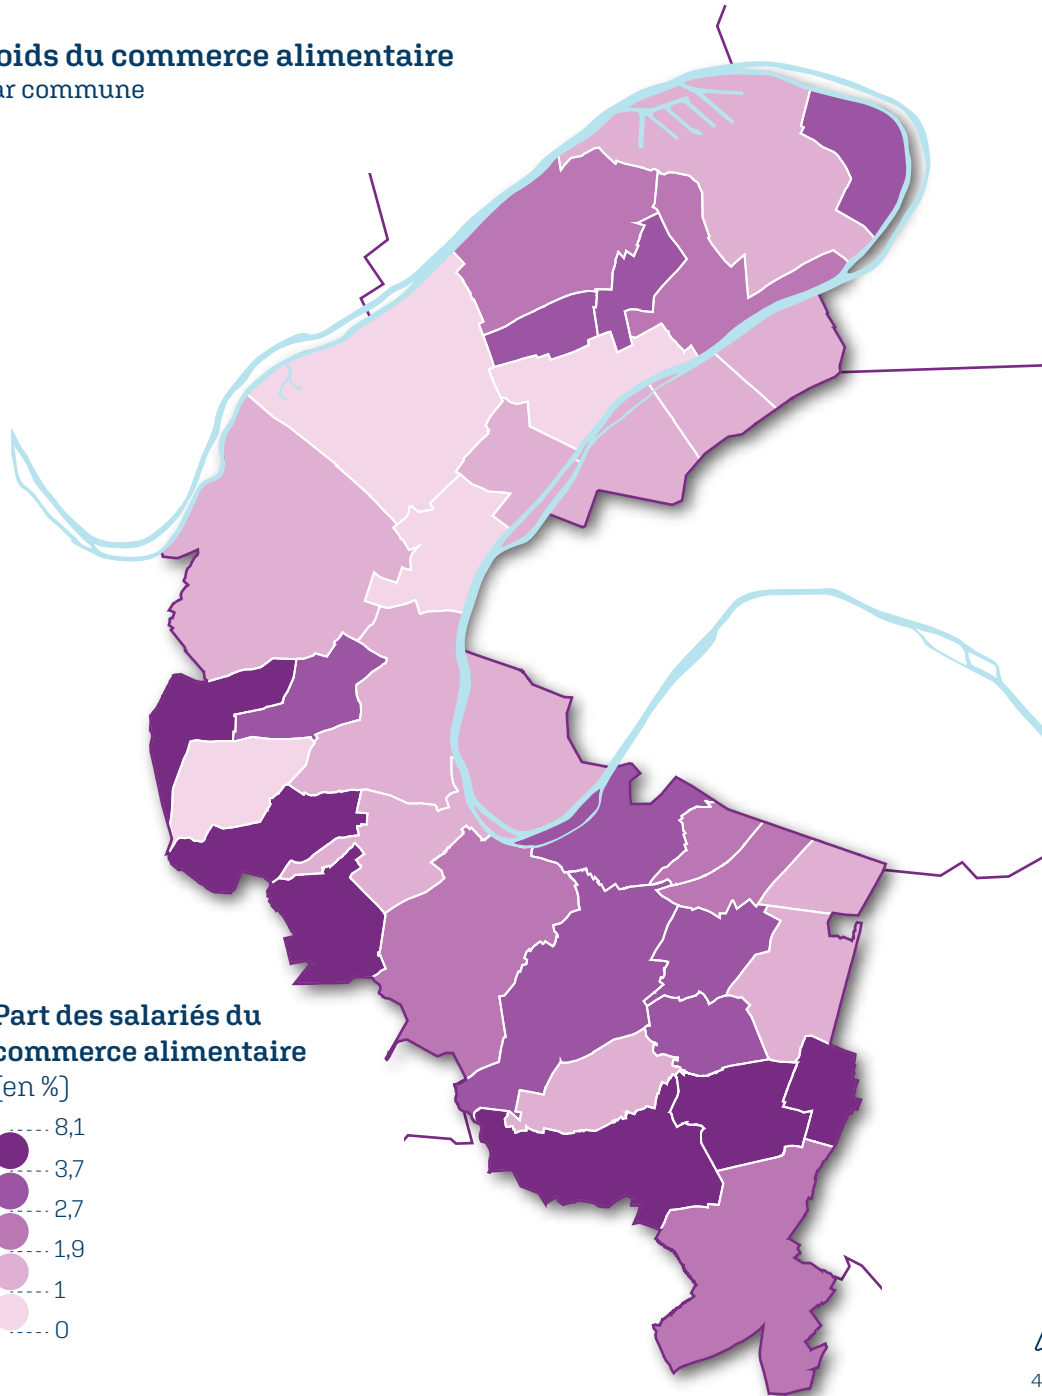 oids du commerce alimentaire
ar commune
Part des salariés du
commerce alimentaire
[en %]
8,1
3,7
2,7
1,9
1
0
4